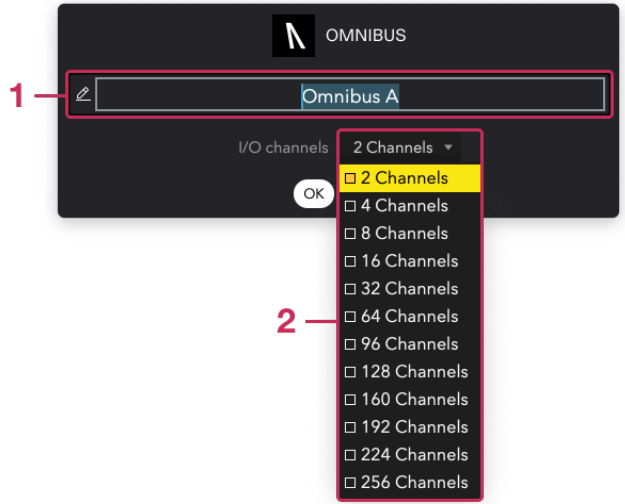 OMNIBUS
1
Omnibus A
I/O channels 2 Channels
OK
2 Channels
4 Channels
8 Channels
16 Channels
32 Channels
2
64 Channels
96 Channels
128 Channels
160 Channels
192 Channels
224 Channels
256 Channels